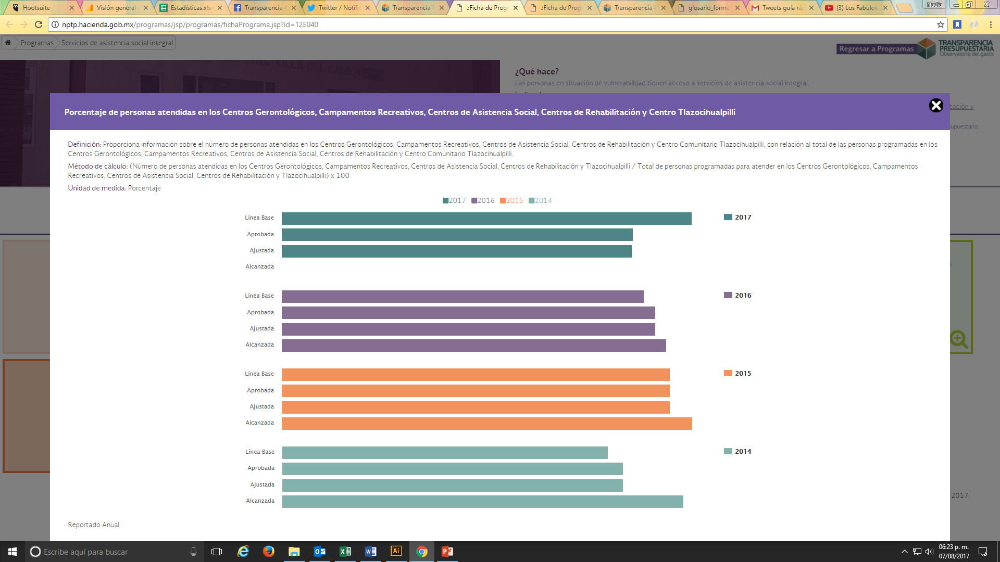 Hootsuite
Visión general
Estadísticas.xlsx
Transparencia P
Twitter / Notific
Transparencia P
.:Ficha de Progr
.:Ficha de Progr
Transparencia P
glosario_formu
Tweets guía ráp
(3) Los Fabulos
Nadia
nptp.hacienda.gob.mx/programas/jsp/programas/fichaPrograma.jsp?id=12E040
Programas Servicios de asistencia social integral
Regresar a Programas
TRANSPARENCIA
PRESUPUESTARIA
Observatorio del gasto
VILLA DEL CARBÓN
¿Qué hace?
Las personas en situación de vulnerabilidad tienen acceso a servicios de asistencia social integral.
tación y
supuestario.
Porcentaje de personas atendidas en los Centros Gerontológicos, Campamentos Recreativos, Centros de Asistencia Social, Centros de Rehabilitación y Centro Tlazocihualpilli
Definición: Proporciona información sobre el número de personas atendidas en los Centros Gerontológicos, Campamentos Recreativos, Centros de Asistencia Social, Centros de Rehabilitación y Centro Comunitario Tlazocihualpilli, con relación al total de las personas programadas en los
Centros Gerontológicos, Campamentos Recreativos, Centros de Asistencia Social, Centros de Rehabilitación y Centro Comunitario Tlazocihualpilli.
Método de cálculo: (Número de personas atendidas en los Centros Gerontológicos, Campamentos Recreativos, Centros de Asistencia Social, Centros de Rehabilitación y Tlazocihualpilli / Total de personas programadas para atender en los Centros Gerontológicos, Campamentos
Recreativos, Centros de Asistencia Social, Centros de Rehabilitación y Tlazocihualpilli) x 100
Unidad de medida: Porcentaje
2017 2016 2015 2014
Línea Base
Aprobada
Ajustada
Alcanzada
2017
Línea Base
Aprobada
Ajustada
Alcanzada
2016
Línea Base
Aprobada
Ajustada
Alcanzada
2015
Línea Base
Aprobada
Ajustada
Alcanzada
2014
2017.
Reportado Anual
Escribe aquí para buscar
06:23 p. m.
07/08/2017